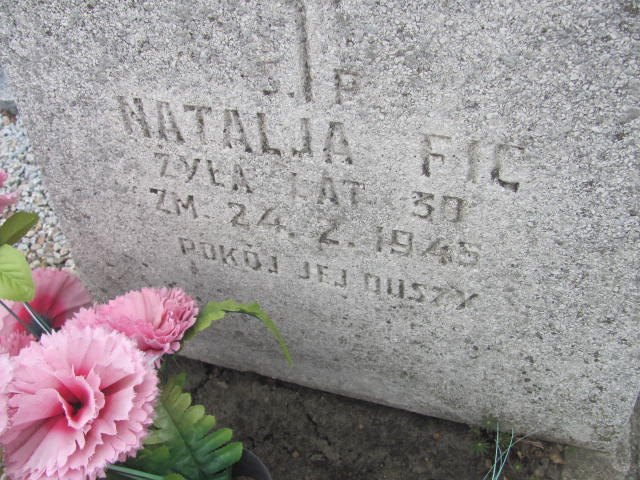 Ś.P
NATALJA FIC
ŻYŁA LAT 30
ZM. 24. 2. 1945
POKÓJ JEJ DUSZY